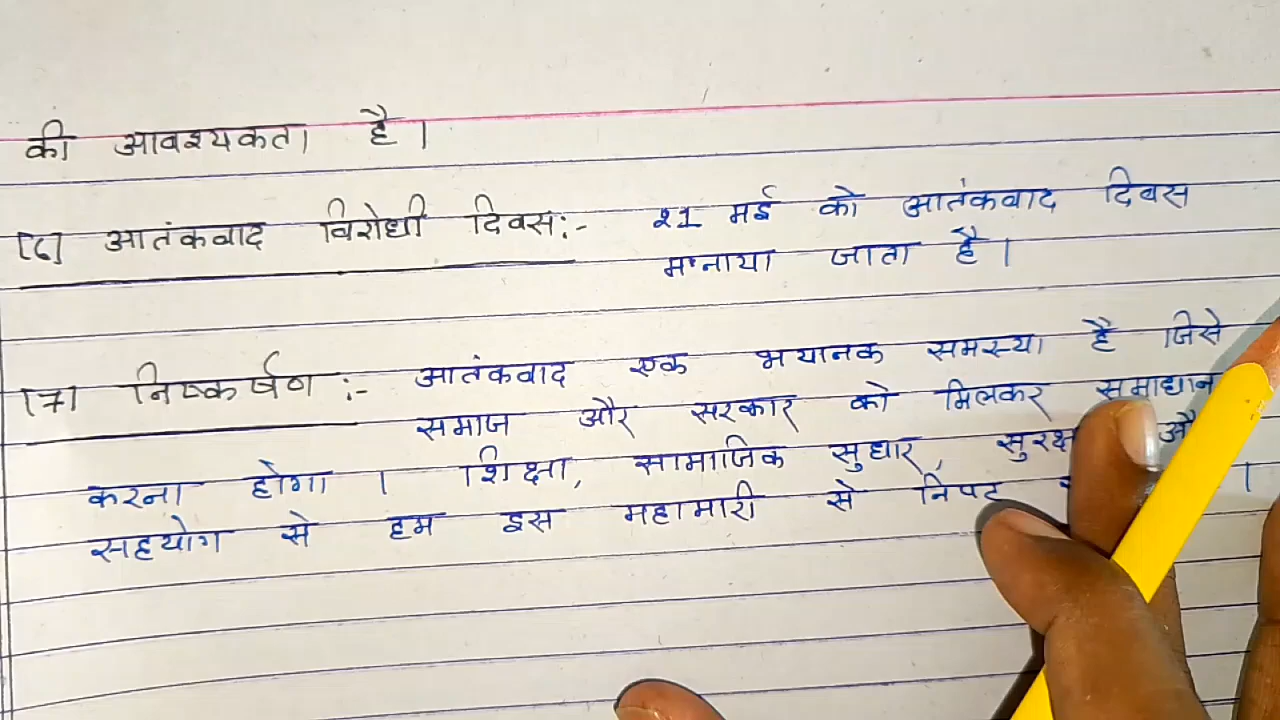 की आवश्यकता है।
[6] आतंकवाद विरोधी दिवस:- 21 मई को आतंकवाद दिवस
मनाया जाता है।
[7] निष्कर्षण :- आतंकवाद एक भयानक समस्या है जिसे
समाज और सरकार को मिलकर समाधान
करना होगा। शिक्षा, सामाजिक सुधार,
सहयोग से हम इस महामारी से निपट